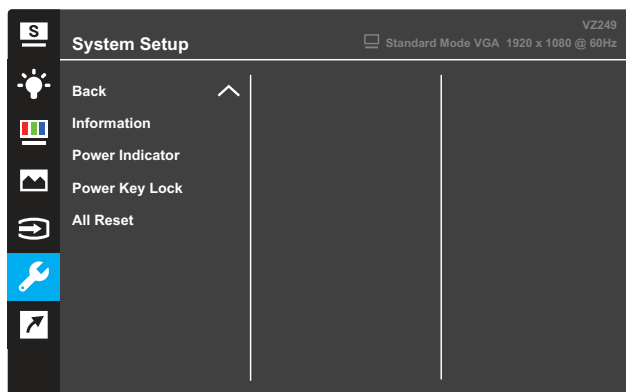 S
VZ249
System Setup
Standard Mode VGA 1920 x 1080 @ 60Hz
Back
Information
Power Indicator
Power Key Lock
All Reset